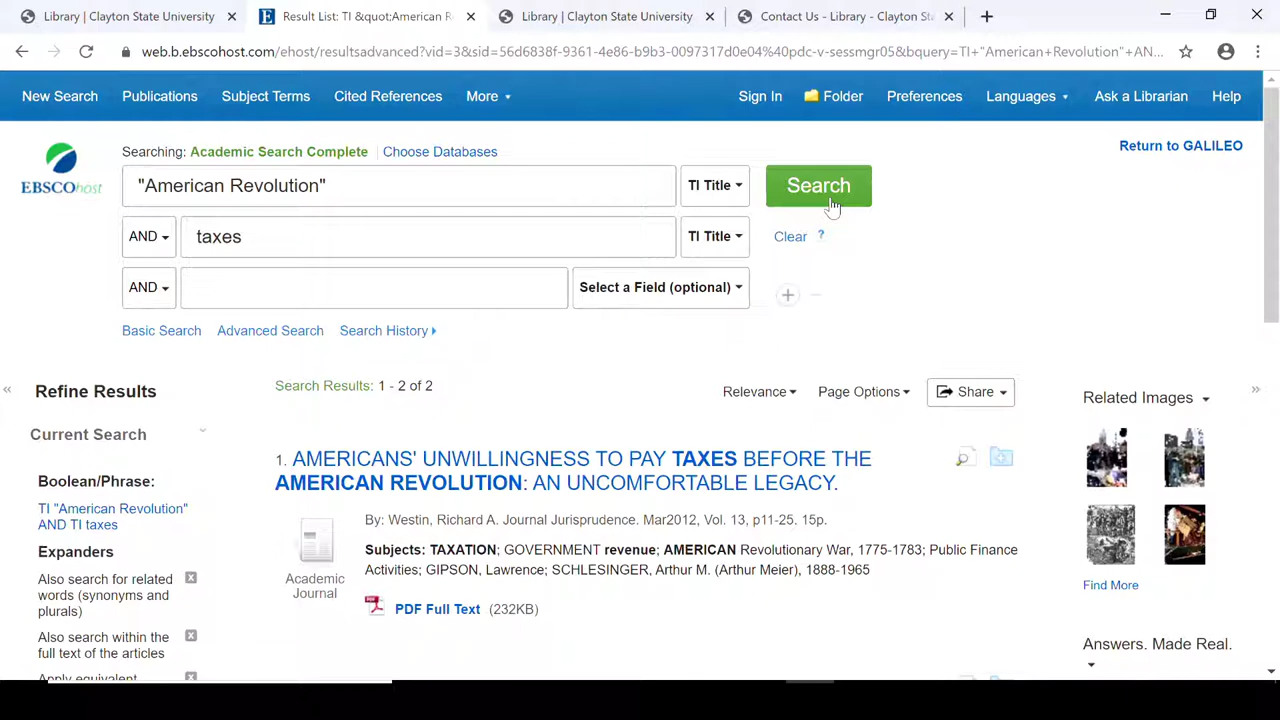 Library | Clayton State University
Result List: TI &quot;American R
Library | Clayton State University
Contact Us - Library - Clayton St
web.b.ebscohost.com/ehost/resultsadvanced?vid=3&sid=56d6838f-9361-4e86-b9b3-0097317d0e04%40pdc-v-sessmgr05&bquery=TI+"American+Revolution"+AN...
New Search Publications Subject Terms Cited References More Sign In Folder Preferences Languages Ask a Librarian Help
Searching: Academic Search Complete Choose Databases Return to GALILEO
EBSCOhost
"American Revolution" TI Title Search
AND taxes TI Title Clear ?
AND Select a Field (optional)
Basic Search Advanced Search Search History
Refine Results
Current Search
Boolean/Phrase:
TI "American Revolution"
AND TI taxes
Expanders
Also search for related
words (synonyms and
plurals)
Also search within the
full text of the articles
Apply equivalent
Search Results: 1 - 2 of 2 Relevance Page Options Share
1. AMERICANS' UNWILLINGNESS TO PAY TAXES BEFORE THE
AMERICAN REVOLUTION: AN UNCOMFORTABLE LEGACY.
By: Westin, Richard A. Journal Jurisprudence. Mar2012, Vol. 13, p11-25. 15p.
Subjects: TAXATION; GOVERNMENT revenue; AMERICAN Revolutionary War, 1775-1783; Public Finance
Activities; GIPSON, Lawrence; SCHLESINGER, Arthur M. (Arthur Meier), 1888-1965
Academic
Journal
PDF Full Text (232KB)
Related Images
Find More
Answers. Made Real.